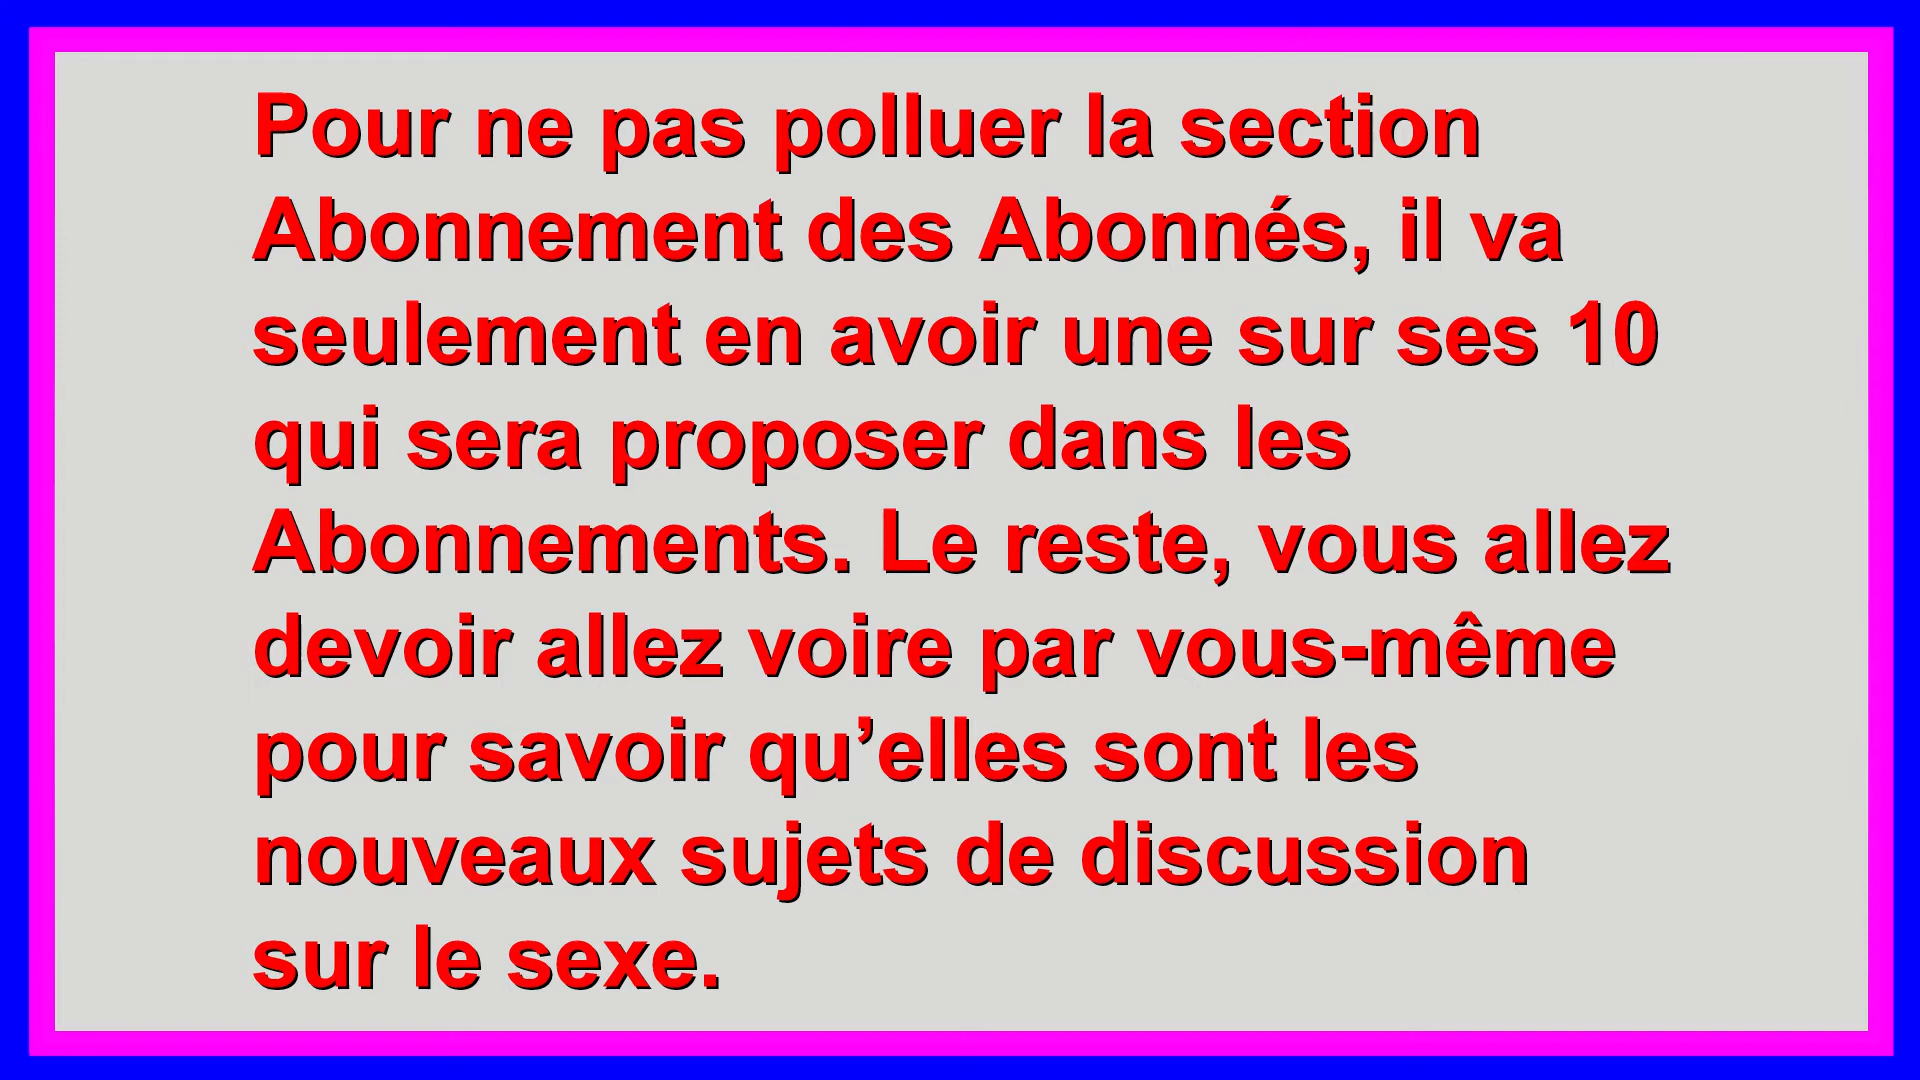 Pour ne pas polluer la section
Abonnement des Abonnés, il va
seulement en avoir une sur ses 10
qui sera proposer dans les
Abonnements. Le reste, vous allez
devoir allez voire par vous-même
pour savoir qu’elles sont les
nouveaux sujets de discussion
sur le sexe.